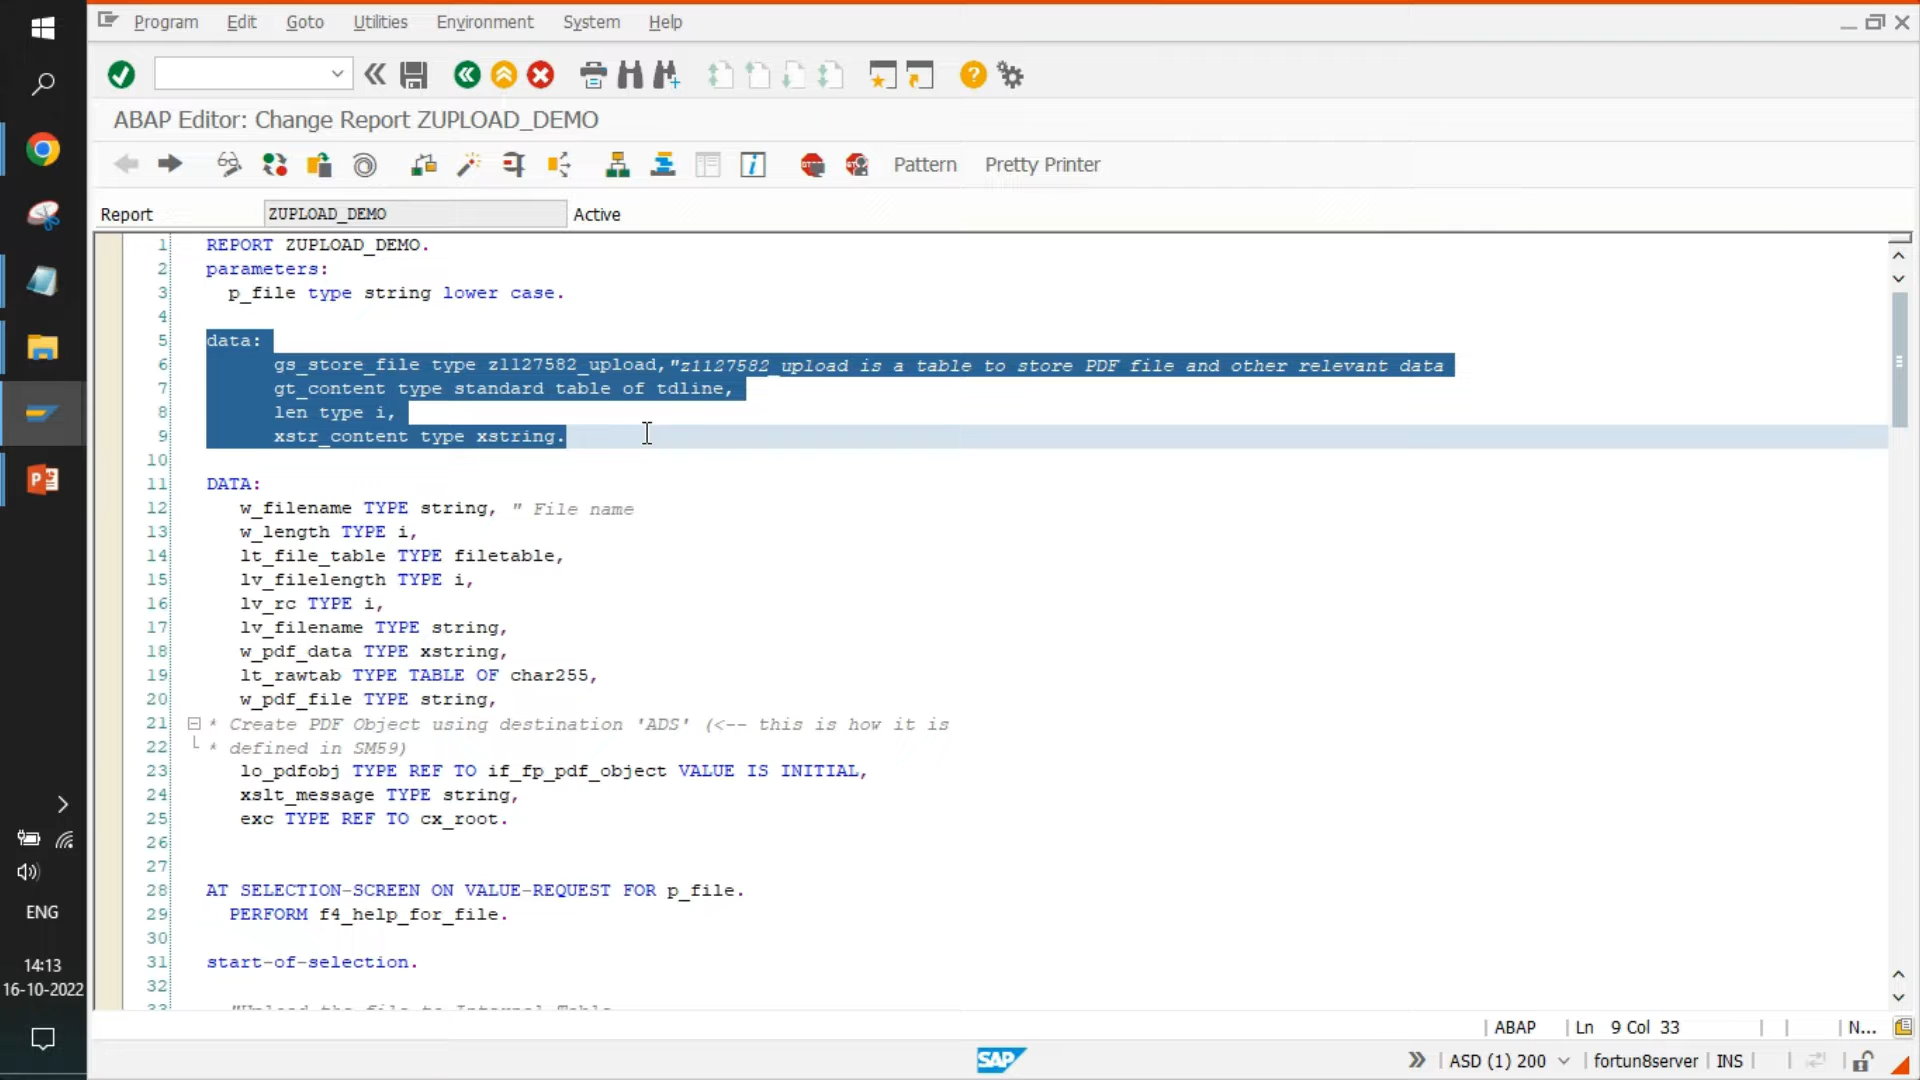 Program Edit Goto Utilities Environment System Help
ABAP Editor: Change Report ZUPLOAD_DEMO
Pattern Pretty Printer
Report ZUPLOAD_DEMO Active
1 REPORT ZUPLOAD_DEMO.
2 parameters:
3 p_file type string lower case.
4
5 data:
6 gs_store_file type z1127582_upload,"z1127582_upload is a table to store PDF file and other relevant data
7 gt_content type standard table of tdline,
8 len type i,
9 xstr_content type xstring.
10
11 DATA:
12 w_filename TYPE string, " File name
13 w_length TYPE i,
14 lt_file_table TYPE filetable,
15 lv_filelength TYPE i,
16 lv_rc TYPE i,
17 lv_filename TYPE string,
18 w_pdf_data TYPE xstring,
19 lt_rawtab TYPE TABLE OF char255,
20 w_pdf_file TYPE string,
21 * Create PDF Object using destination 'ADS' (<-- this is how it is
22 * defined in SM59)
23 lo_pdfobj TYPE REF TO if_fp_pdf_object VALUE IS INITIAL,
24 xslt_message TYPE string,
25 exc TYPE REF TO cx_root.
26
27
28 AT SELECTION-SCREEN ON VALUE-REQUEST FOR p_file.
29 PERFORM f4_help_for_file.
30
31 start-of-selection.
32
33 "Upload the file to Internal Table
ENG
14:13
16-10-2022
ABAP Ln 9 Col 33 N...
SAP ASD (1) 200 fortun8server INS